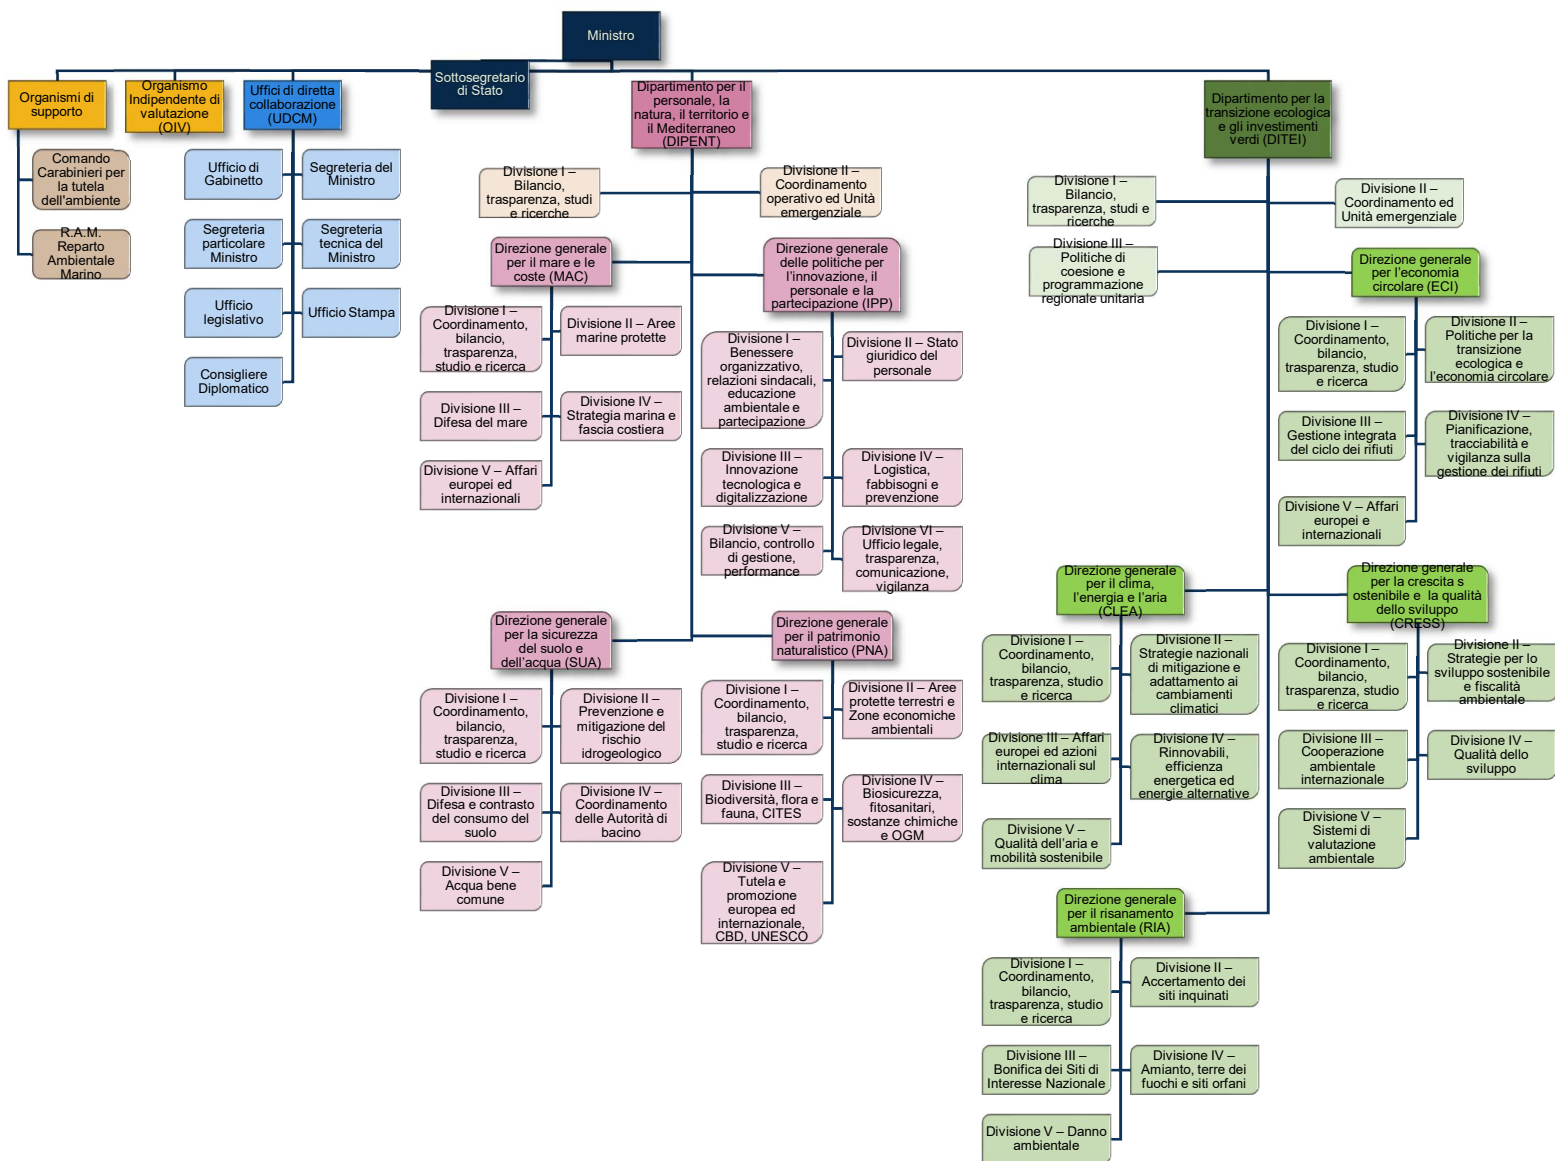 Ministro
Sottosegretario
di Stato
Organismi di
supporto
Organismo
Indipendente di
valutazione
(OIV)
Uffici di diretta
collaborazione
(UDCM)
Dipartimento per il
personale, la
natura, il territorio e
il Mediterraneo
(DIPENT)
Dipartimento per la
transizione ecologica
e gli investimenti
verdi (DITEI)
Comando
Carabinieri per
la tutela
dell'ambiente
R.A.M.
Reparto
Ambientale
Marino
Ufficio di
Gabinetto
Segreteria del
Ministro
Segreteria
particolare
Ministro
Segreteria
tecnica del
Ministro
Ufficio
legislativo
Ufficio Stampa
Consigliere
Diplomatico
Divisione I –
Bilancio,
trasparenza, studi
e ricerche
Divisione II –
Coordinamento
operativo ed Unità
emergenziale
Direzione generale
per il mare e le
coste (MAC)
Divisione I –
Coordinamento,
bilancio,
trasparenza,
studio e ricerca
Divisione II – Aree
marine protette
Divisione III –
Difesa del mare
Divisione IV –
Strategia marina e
fascia costiera
Divisione V – Affari
europei ed
internazionali
Direzione generale
delle politiche per
l'innovazione, il
personale e la
partecipazione (IPP)
Divisione I –
Benessere
organizzativo,
relazioni sindacali,
educazione
ambientale e
partecipazione
Divisione II – Stato
giuridico del
personale
Divisione III –
Innovazione
tecnologica e
digitalizzazione
Divisione IV –
Logistica,
fabbisogni e
prevenzione
Divisione V –
Bilancio, controllo
di gestione,
performance
Divisione VI –
Ufficio legale,
trasparenza,
comunicazione,
vigilanza
Direzione generale
per la sicurezza
del suolo e
dell'acqua (SUA)
Divisione I –
Coordinamento,
bilancio,
trasparenza,
studio e ricerca
Divisione II –
Prevenzione e
mitigazione del
rischio
idrogeologico
Divisione III –
Difesa e contrasto
del consumo del
suolo
Divisione IV –
Coordinamento
delle Autorità di
bacino
Divisione V –
Acqua bene
comune
Direzione generale
per il patrimonio
naturalistico (PNA)
Divisione I –
Coordinamento,
bilancio,
trasparenza,
studio e ricerca
Divisione II – Aree
protette terrestri e
Zone economiche
ambientali
Divisione III –
Biodiversità, flora e
fauna, CITES
Divisione IV –
Biosicurezza,
fitosanitari,
sostanze chimiche
e OGM
Divisione V –
Tutela e
promozione
europea ed
internazionale,
CBD, UNESCO
Divisione I –
Bilancio,
trasparenza, studi e
ricerche
Divisione II –
Coordinamento ed
Unità emergenziale
Divisione III –
Politiche di
coesione e
programmazione
regionale unitaria
Direzione generale
per l'economia
circolare (ECI)
Divisione I –
Coordinamento,
bilancio,
trasparenza, studio
e ricerca
Divisione II –
Politiche per la
transizione
ecologica e
l'economia circolare
Divisione III –
Gestione integrata
del ciclo dei rifiuti
Divisione IV –
Pianificazione,
tracciabilità e
vigilanza sulla
gestione dei rifiuti
Divisione V – Affari
europei e
internazionali
Direzione generale
per il clima,
l'energia e l'aria
(CLEA)
Divisione I –
Coordinamento,
bilancio,
trasparenza, studio
e ricerca
Divisione II –
Strategie nazionali
di mitigazione e
adattamento ai
cambiamenti
climatici
Divisione III – Affari
europei ed azioni
internazionali sul
clima
Divisione IV –
Rinnovabili,
efficienza
energetica ed
energie alternative
Divisione V –
Qualità dell'aria e
mobilità sostenibile
Direzione generale
per la crescita s
ostenibile e la qualità
dello sviluppo
(CRESS)
Divisione I –
Coordinamento,
bilancio,
trasparenza, studio
e ricerca
Divisione II –
Strategie per lo
sviluppo sostenibile
e fiscalità
ambientale
Divisione III –
Cooperazione
ambientale
internazionale
Divisione IV –
Qualità dello
sviluppo
Divisione V –
Sistemi di
valutazione
ambientale
Direzione generale
per il risanamento
ambientale (RIA)
Divisione I –
Coordinamento,
bilancio,
trasparenza, studio
e ricerca
Divisione II –
Accertamento dei
siti inquinati
Divisione III –
Bonifica dei Siti di
Interesse Nazionale
Divisione IV –
Amianto, terre dei
fuochi e siti orfani
Divisione V – Danno
ambientale